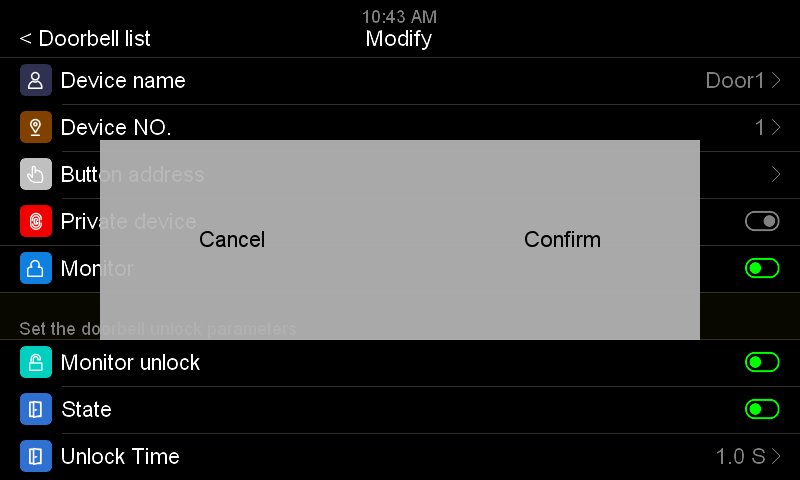 10:43 AM
< Doorbell list
Modify
Device name
Door1
Device NO.
1
Button address
Private device
Cancel
Confirm
Monitor
Set the doorbell unlock parameters
Monitor unlock
State
Unlock Time
1.0 S